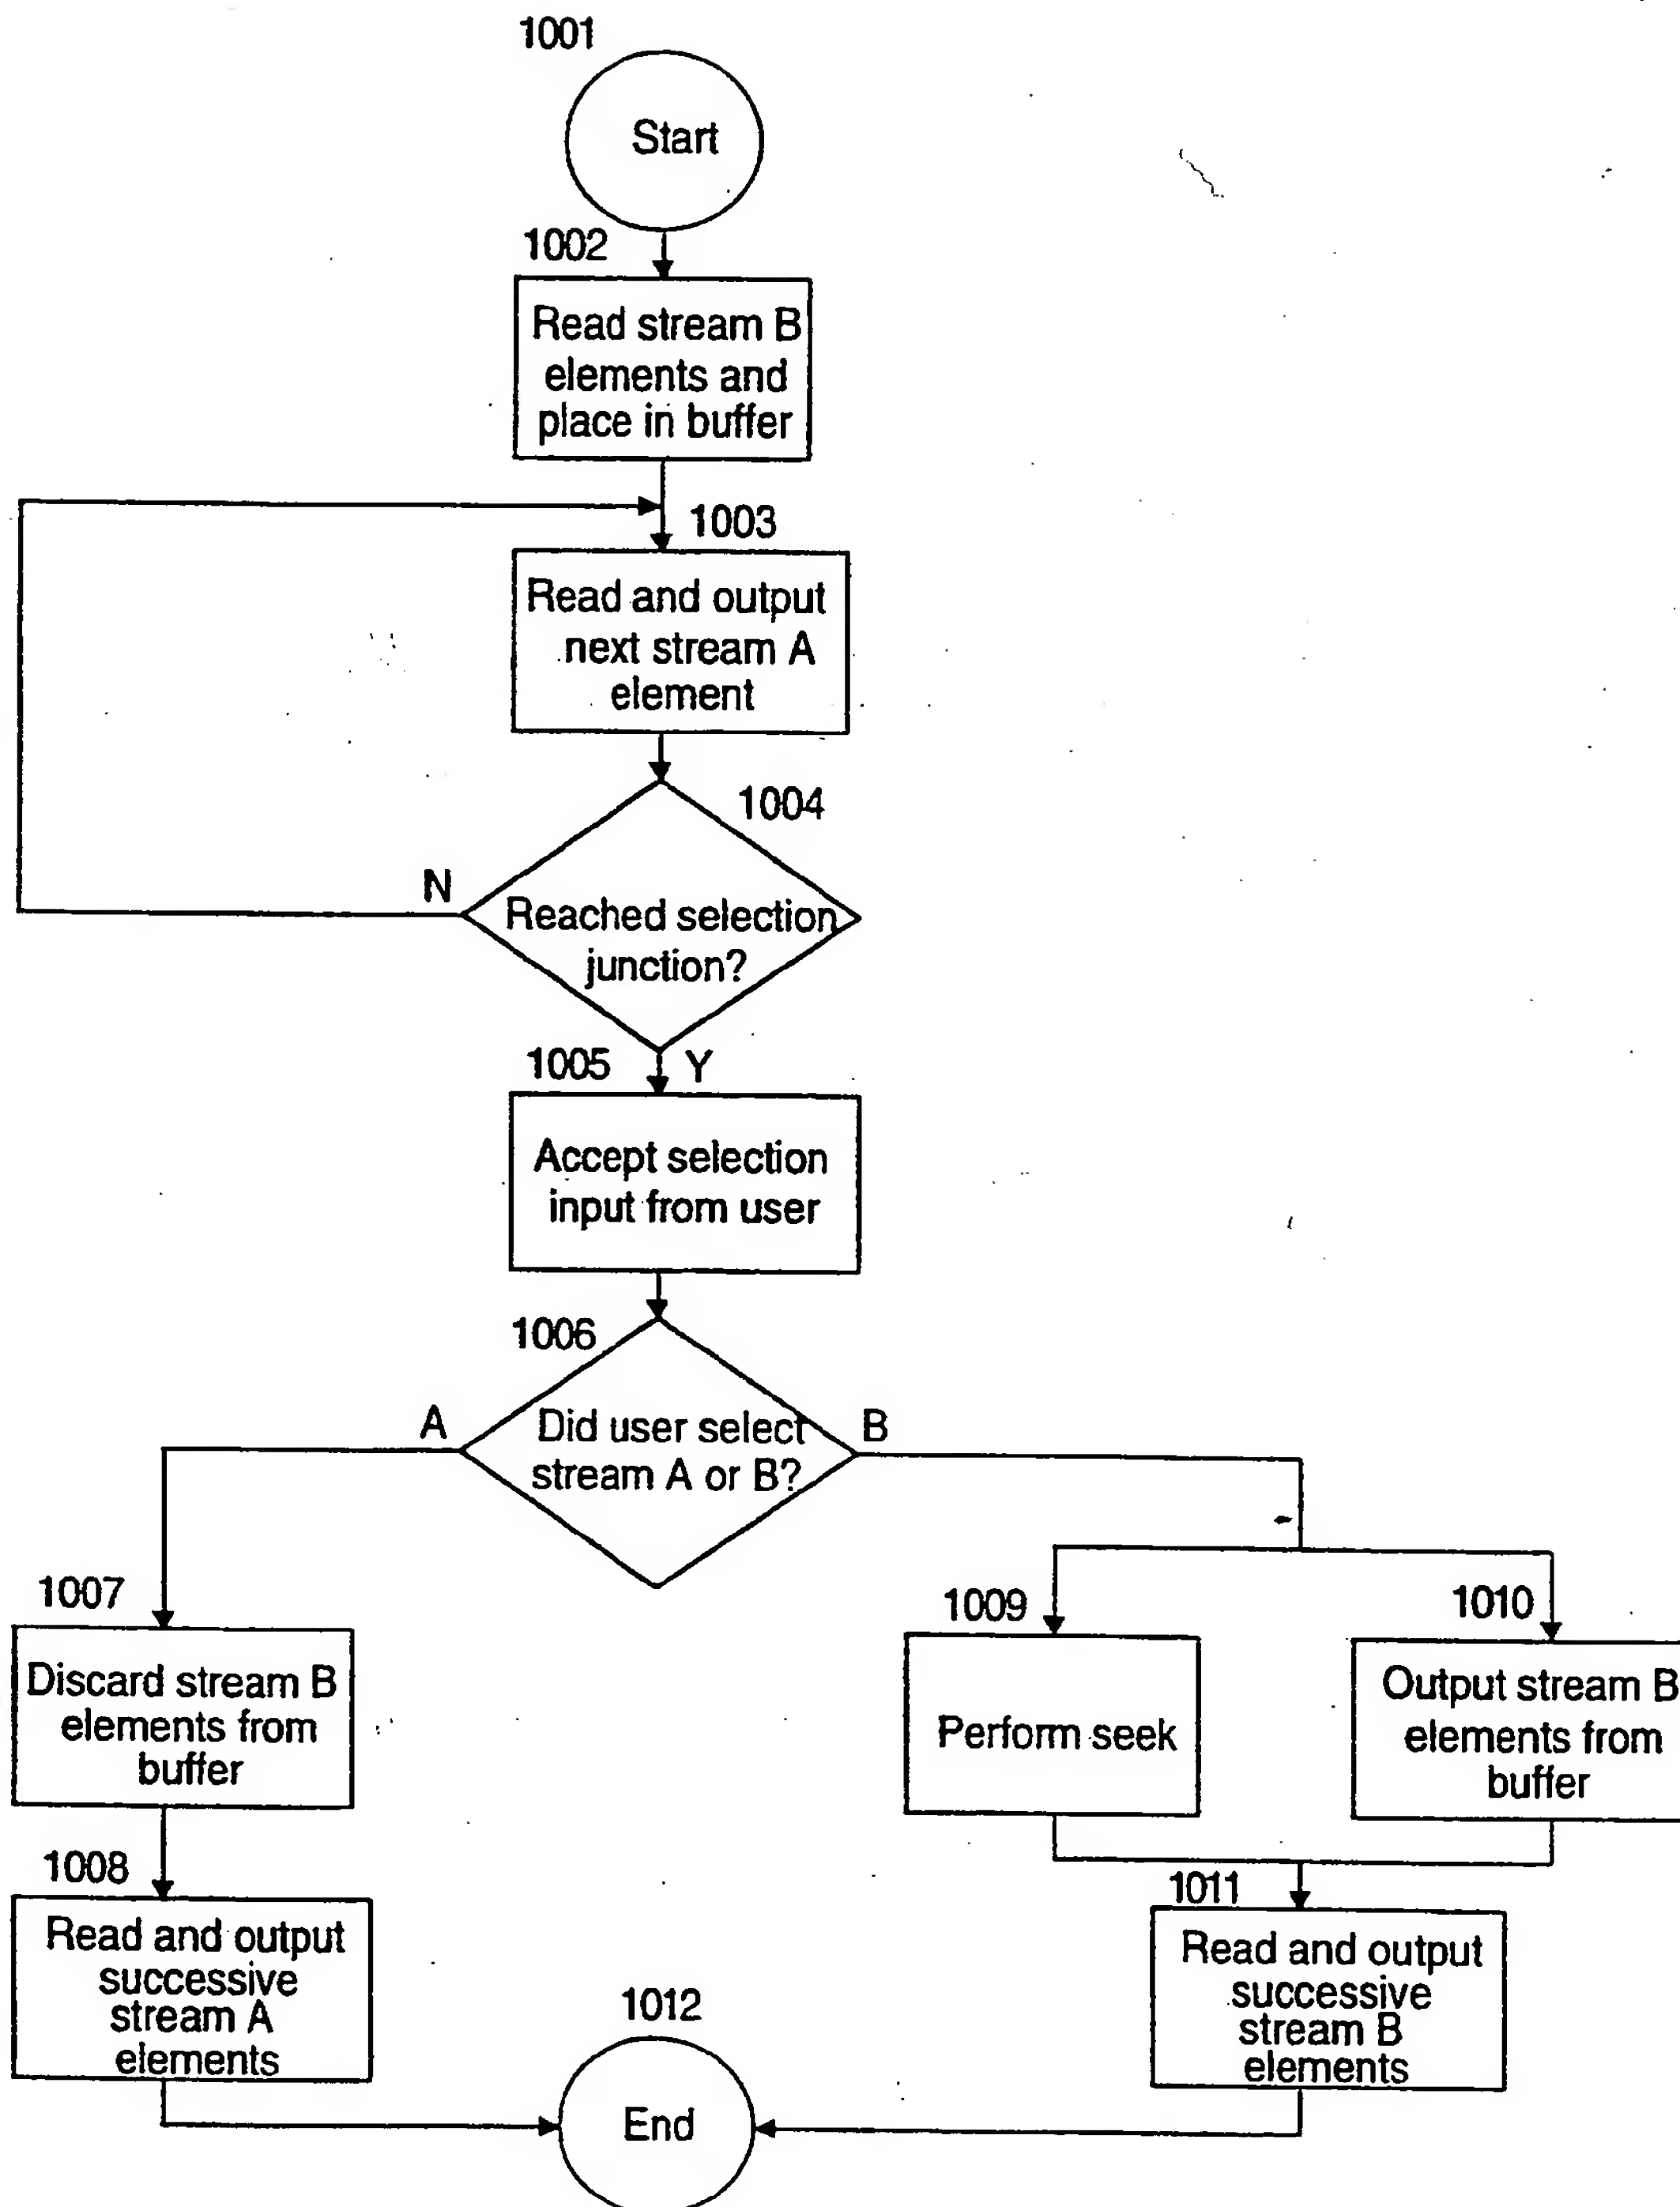 1001
Start
1002
Read stream B
elements and
place in buffer
1003
Read and output
next stream A
element
1004
N
Reached selection
junction?
1005
Y
Accept selection
input from user
1006
A
Did user select
stream A or B?
B
1007
Discard stream B
elements from
buffer
1008
Read and output
successive
stream A
elements
1009
Perform seek
1010
Output stream B
elements from
buffer
1011
Read and output
successive
stream B
elements
1012
End